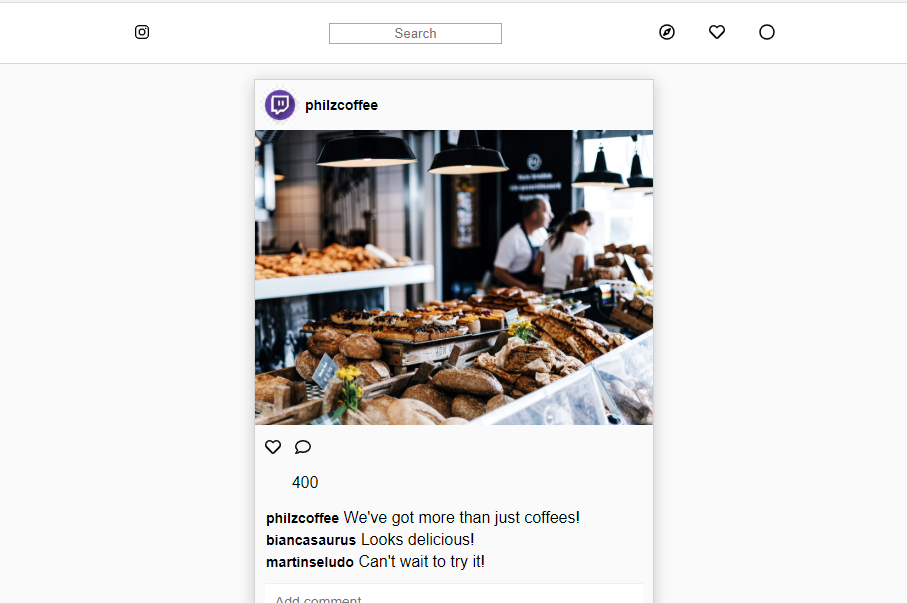 Search
philzcoffee
400
philzcoffee We've got more than just coffees!
biancasaurus Looks delicious!
martinseludo Can't wait to try it!
Add comment